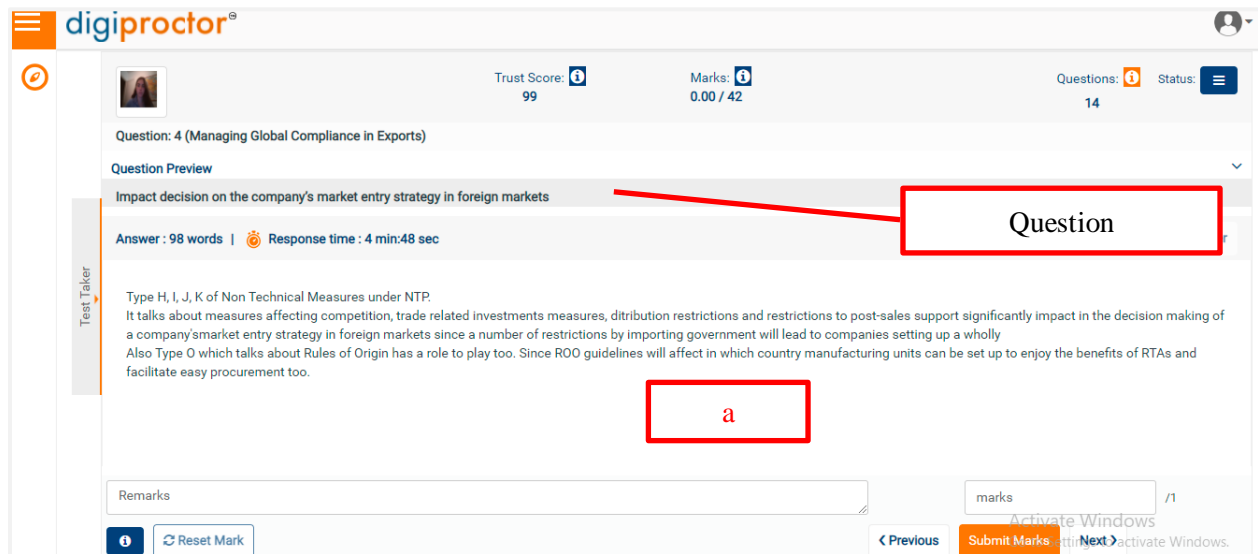 digiproctor
Trust Score:
99
Marks:
0.00 / 42
Questions:
14
Status:
Question: 4 (Managing Global Compliance in Exports)
Question Preview
Impact decision on the company's market entry strategy in foreign markets
Question
Answer : 98 words | Response time : 4 min:48 sec
Test Taker
Type H, I, J, K of Non Technical Measures under NTP.
It talks about measures affecting competition, trade related investments measures, ditribution restrictions and restrictions to post-sales support significantly impact in the decision making of
a company'smarket entry strategy in foreign markets since a number of restrictions by importing government will lead to companies setting up a wholly
Also Type O which talks about Rules of Origin has a role to play too. Since ROO guidelines will affect in which country manufacturing units can be set up to enjoy the benefits of RTAs and
facilitate easy procurement too.
a
Remarks
marks
/1
Reset Mark
Previous
Submit Marks
Next
Activate Windows
activate Windows.